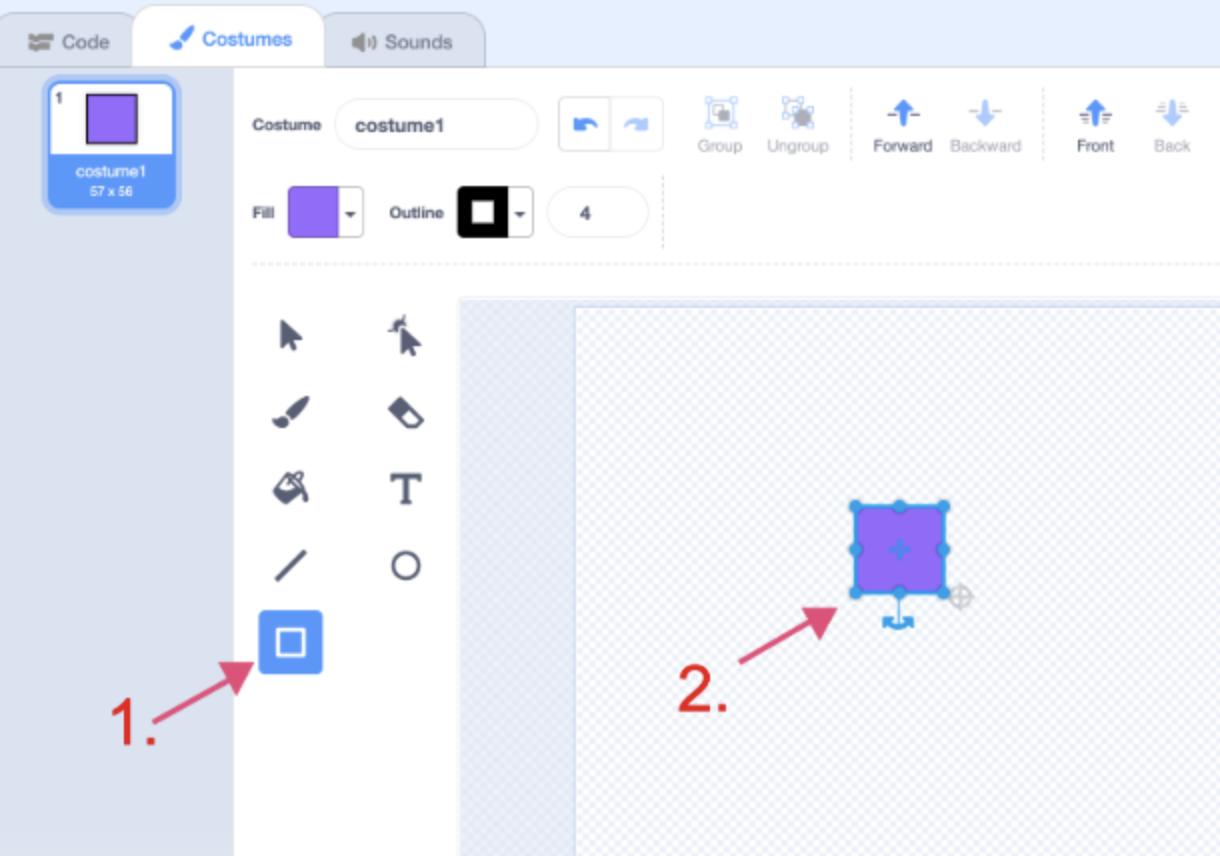 Code
Costumes
Sounds
1
costume1
57 x 56
Costume
costume1
Group
Ungroup
Forward
Backward
Front
Back
Fill
Outline
4
T
1.
2.